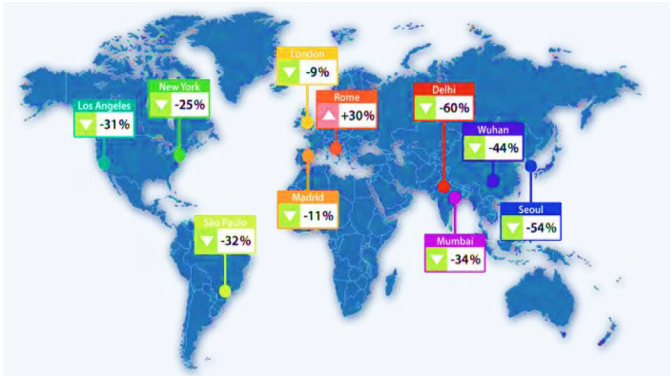 London
-9%
New York
-25%
Rome
+30%
Delhi
-60%
Los Angeles
-31%
Wuhan
-44%
Madrid
-11%
Seoul
-54%
São Paulo
-32%
Mumbai
-34%